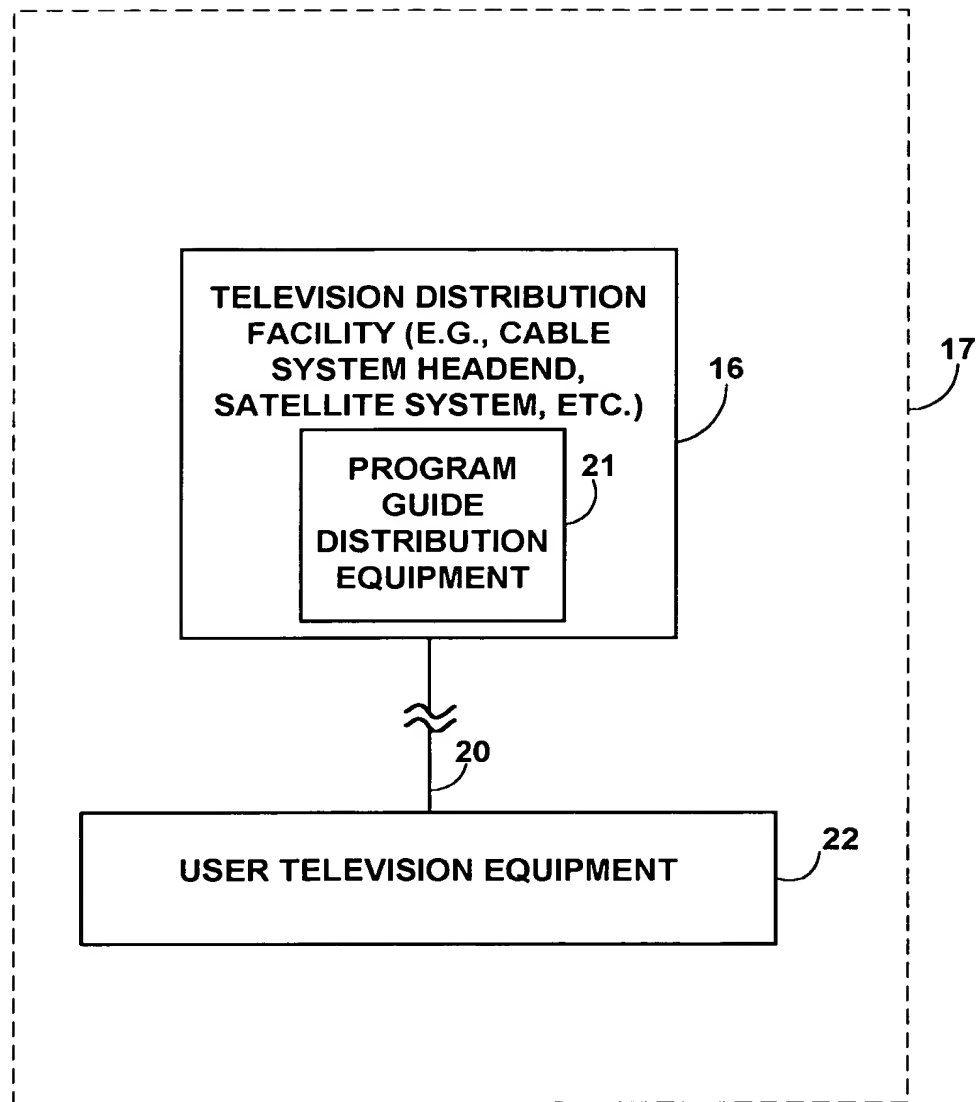 TELEVISION DISTRIBUTION
FACILITY (E.G., CABLE
SYSTEM HEADEND,
SATELLITE SYSTEM, ETC.)
17
16
PROGRAM
GUIDE
DISTRIBUTION
EQUIPMENT
21
20
USER TELEVISION EQUIPMENT
22